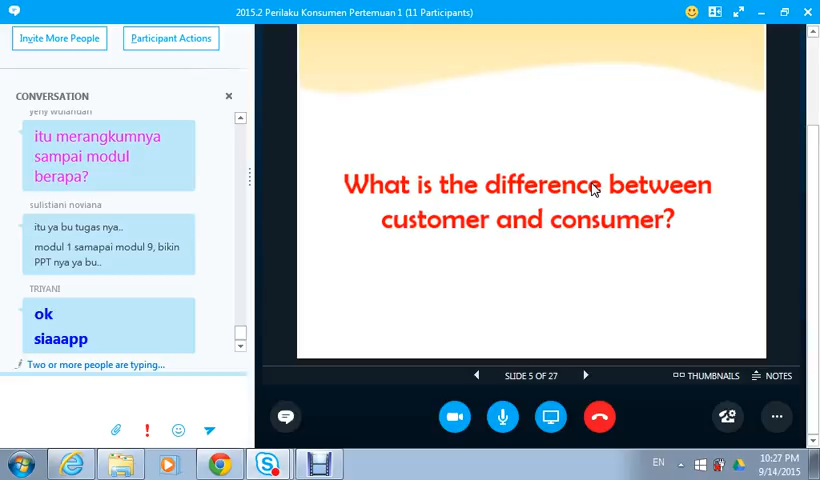 2015.2 Perilaku Konsumen Pertemuan 1 (11 Participants)
Invite More People
Participant Actions
CONVERSATION
yeny wulandari
itu merangkumnya
sampai modul
berapa?
sulistiani noviana
itu ya bu tugas nya..
modul 1 samapai modul 9, bikin
PPT nya ya bu..
TRIYANI
ok
siaaapp
Two or more people are typing...
What is the difference between
customer and consumer?
SLIDE 5 OF 27
THUMBNAILS
NOTES
EN
10:27 PM
9/14/2015